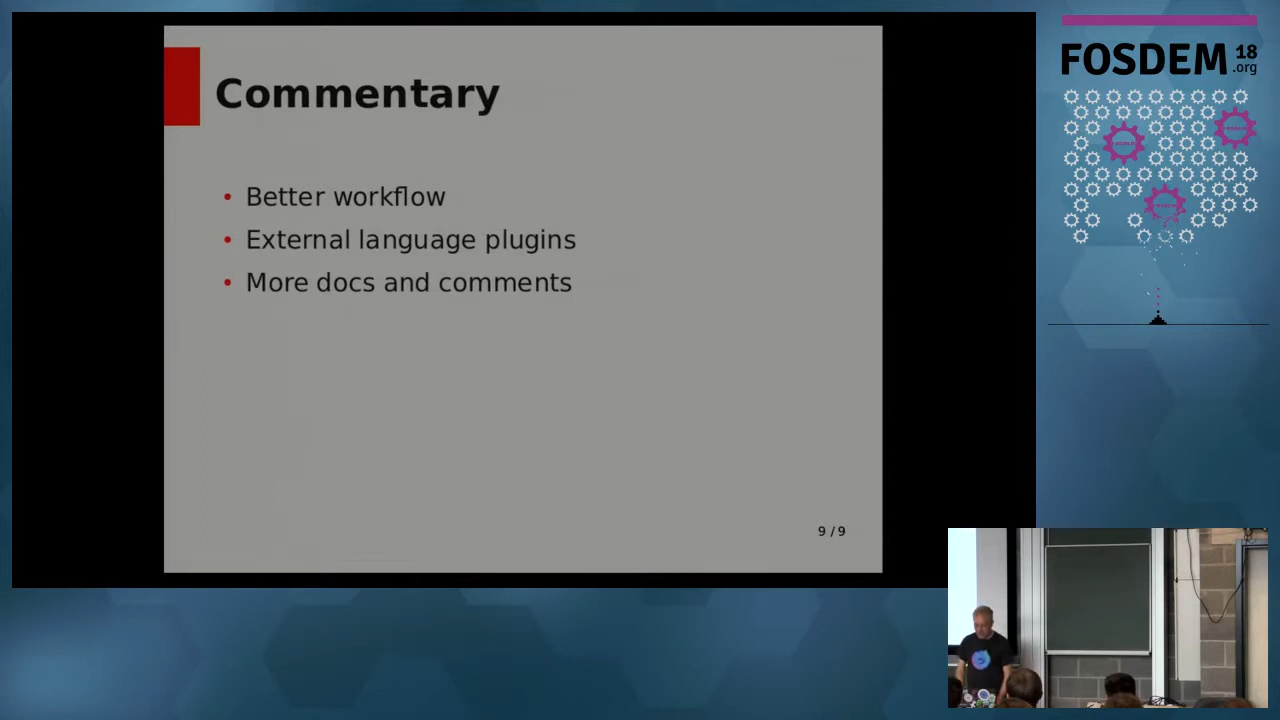 Commentary
• Better workflow
• External language plugins
• More docs and comments
9 / 9
FOSDEM 18
.org